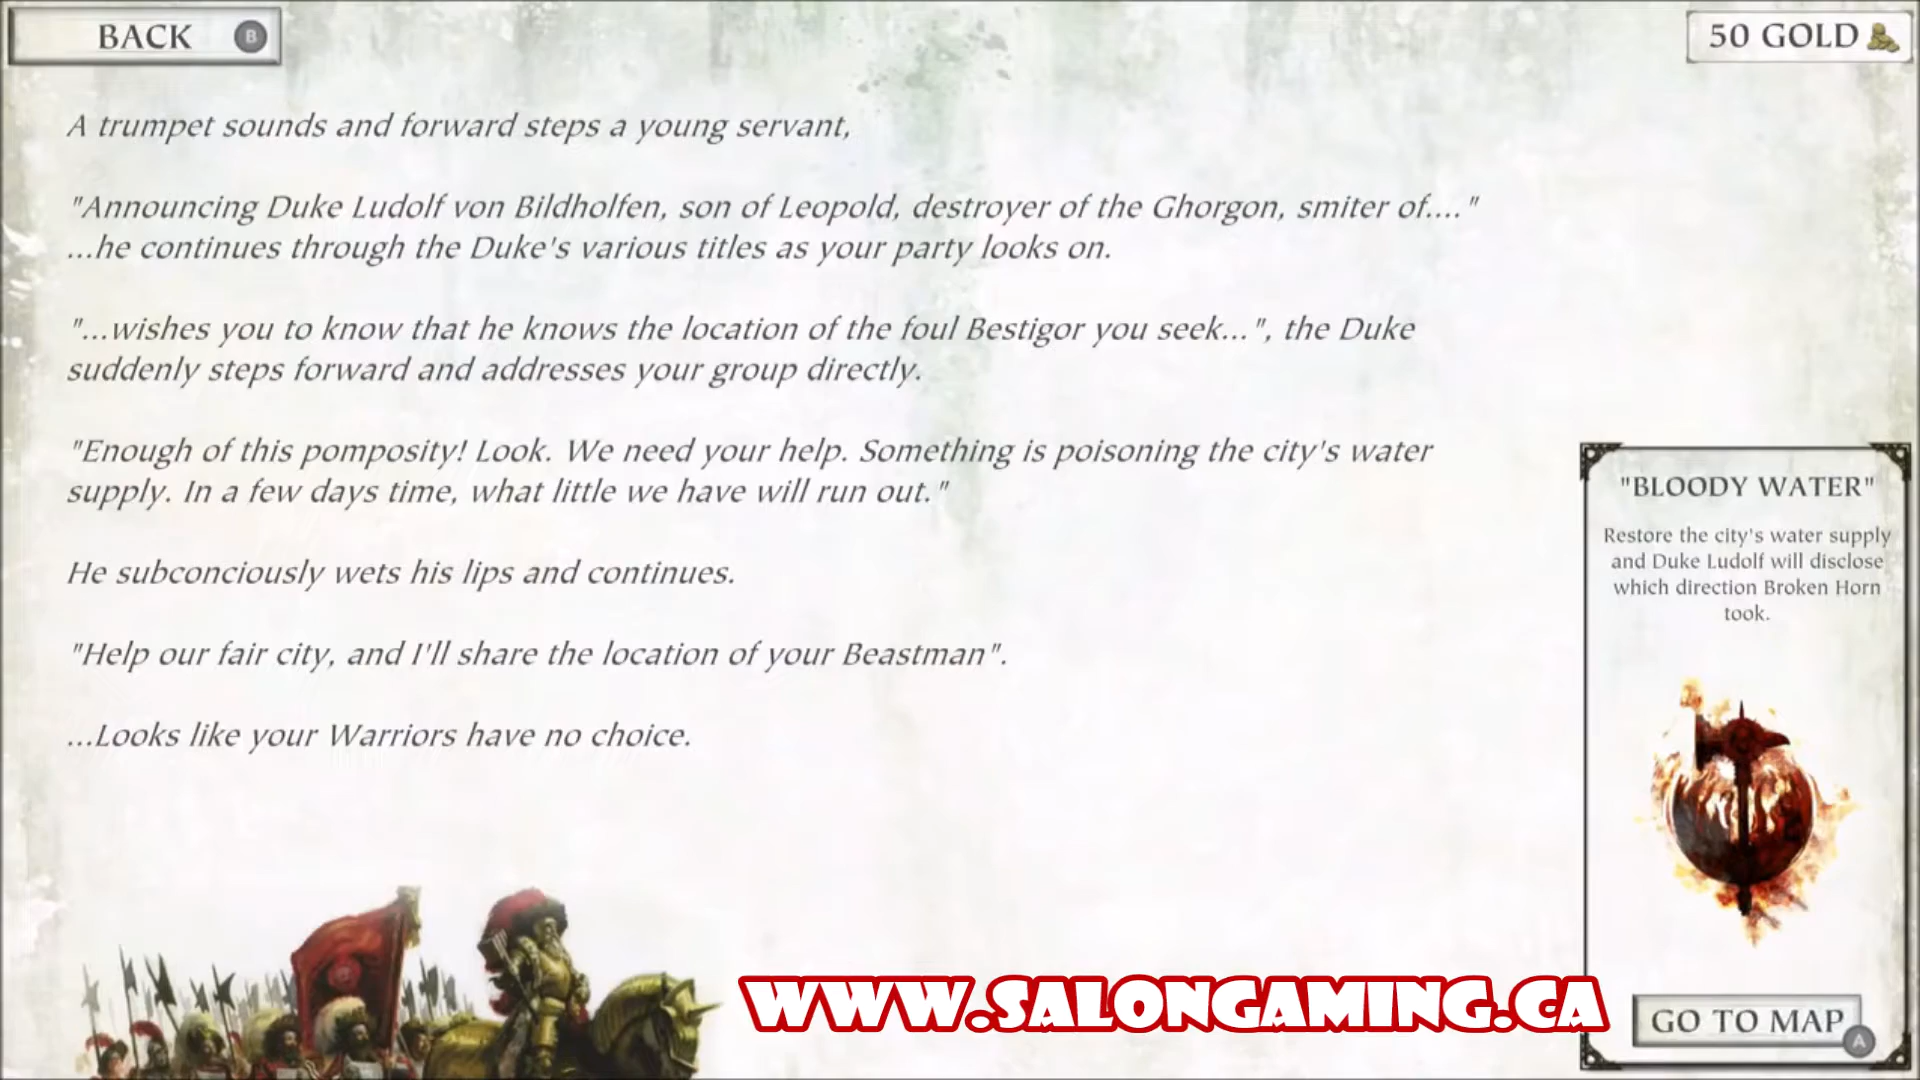 BACK B
50 GOLD
A trumpet sounds and forward steps a young servant,
"Announcing Duke Ludolf von Bildholfen, son of Leopold, destroyer of the Ghorgon, smiter of...."
...he continues through the Duke's various titles as your party looks on.
"...wishes you to know that he knows the location of the foul Bestigor you seek...", the Duke
suddenly steps forward and addresses your group directly.
"Enough of this pomposity! Look. We need your help. Something is poisoning the city's water
supply. In a few days time, what little we have will run out."
He subconciously wets his lips and continues.
"Help our fair city, and I'll share the location of your Beastman".
...Looks like your Warriors have no choice.
"BLOODY WATER"
Restore the city's water supply
and Duke Ludolf will disclose
which direction Broken Horn
took.
WWW.SALONGAMING.CA
GO TO MAP A